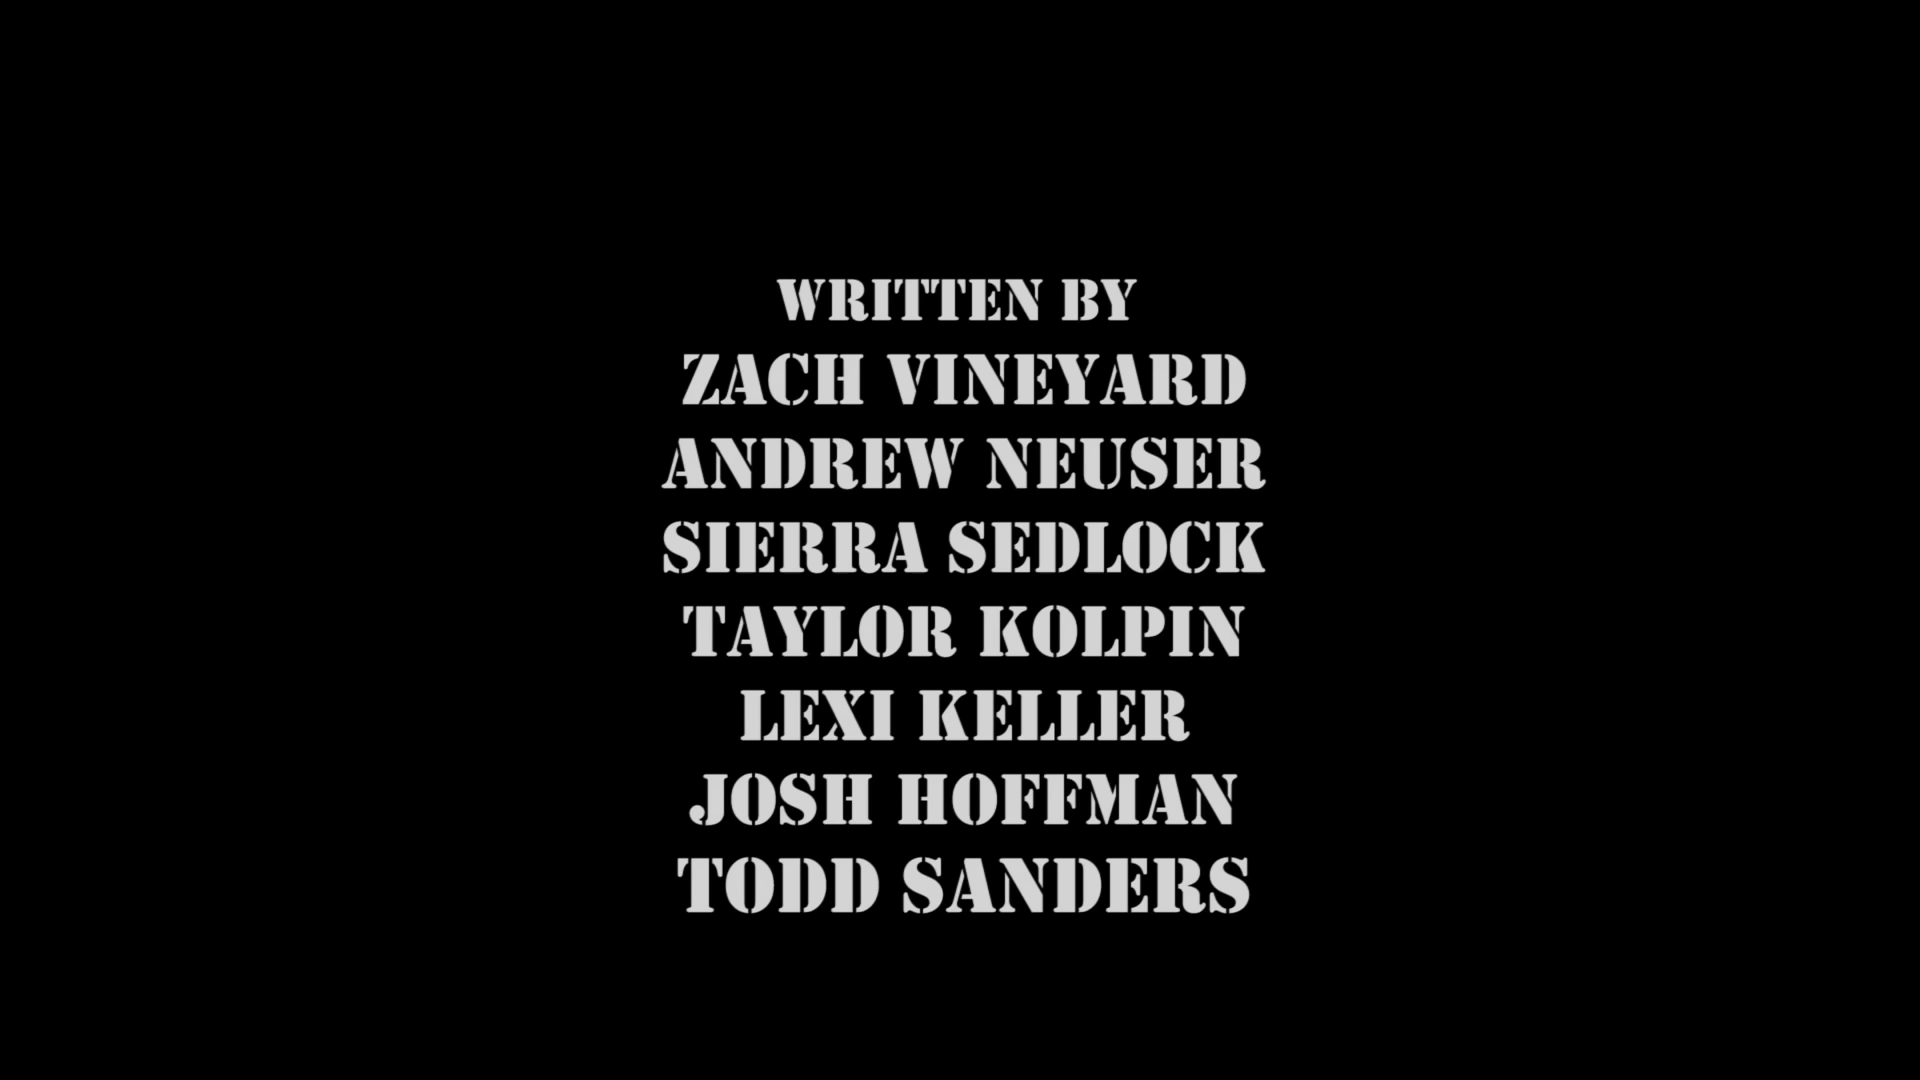 WRITTEN BY
ZACH VINEYARD
ANDREW NEUSER
SIERRA SEDLOCK
TAYLOR KOLPIN
LEXI KELLER
JOSH HOFFMAN
TODD SANDERS